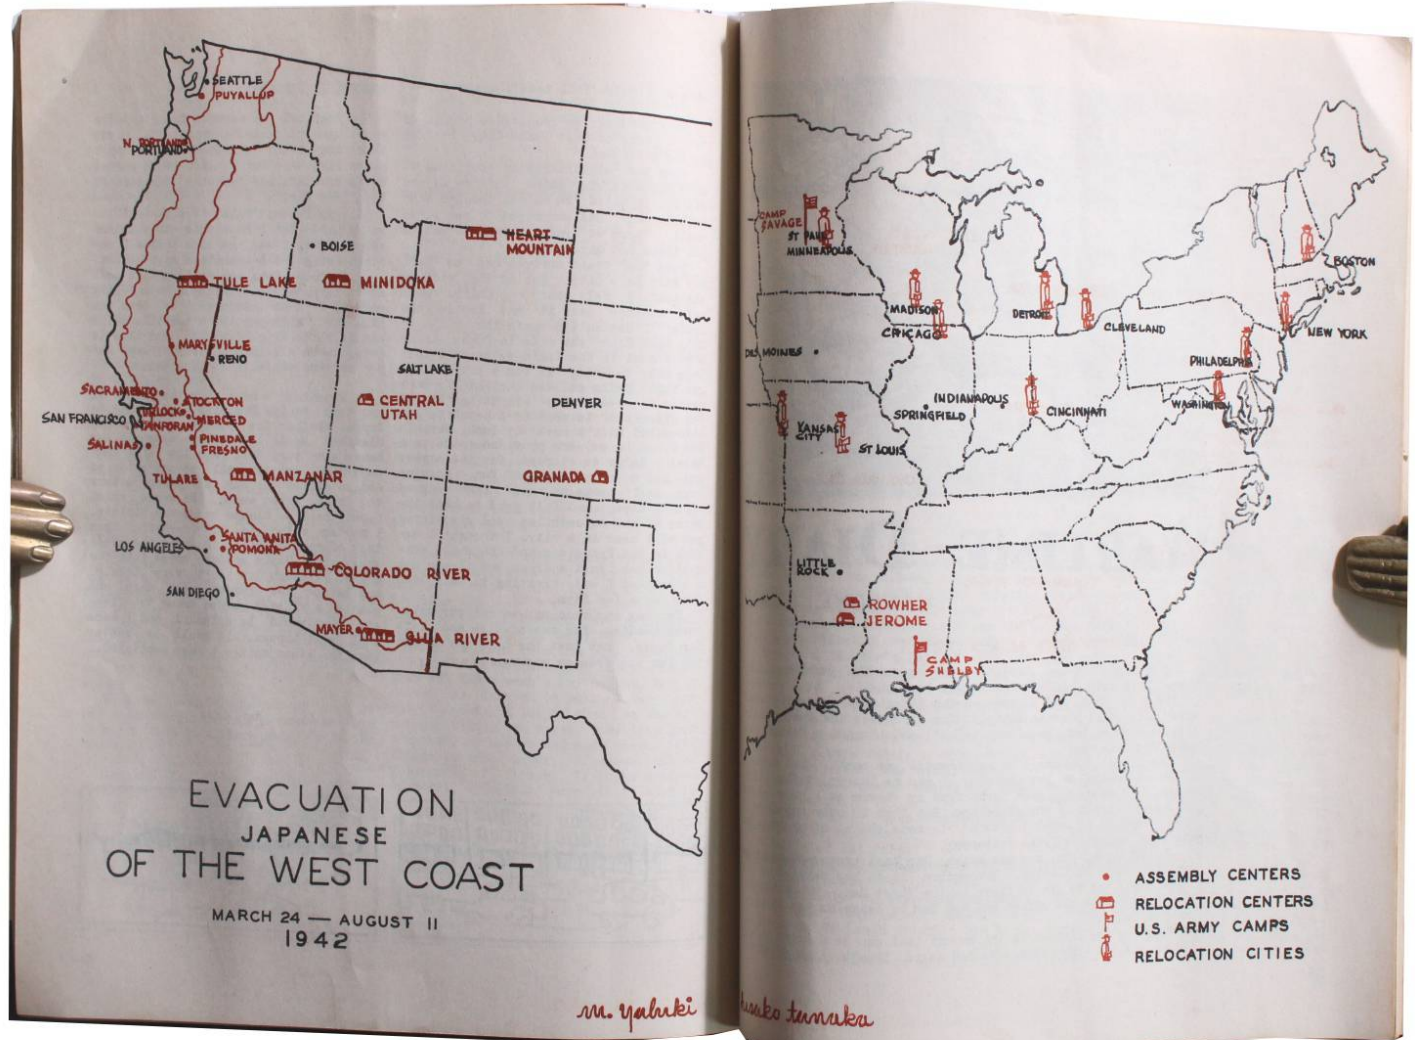 SEATTLE
PUYALLUP
N. PORTLAND
PORTLAND
BOISE
HEART
MOUNTAIN
TULE LAKE
MINIDOKA
MARYSVILLE
RENO
SALT LAKE
SACRAMENTO
STOCKTON
CENTRAL
UTAH
DENVER
TURLOCK
SAN FRANCISCO
TANFORAN
MERCED
SALINAS
PINEDALE
FRESNO
TULARE
MANZANAR
GRANADA
SANTA ANITA
LOS ANGELES
POMONA
COLORADO RIVER
SAN DIEGO
MAYER
GILA RIVER
EVACUATION
JAPANESE
OF THE WEST COAST
MARCH 24 — AUGUST 11
1942
m. yabuki
CAMP
SAVAGE
ST PAUL
MINNEAPOLIS
BOSTON
MADISON
DETROIT
CLEVELAND
CHICAGO
NEW YORK
DES MOINES
PHILADELPHIA
INDIANAPOLIS
WASHINGTON
SPRINGFIELD
CINCINNATI
KANSAS
CITY
ST LOUIS
LITTLE
ROCK
ROWHER
JEROME
CAMP
SHELBY
ASSEMBLY CENTERS
RELOCATION CENTERS
U.S. ARMY CAMPS
RELOCATION CITIES
tanaka